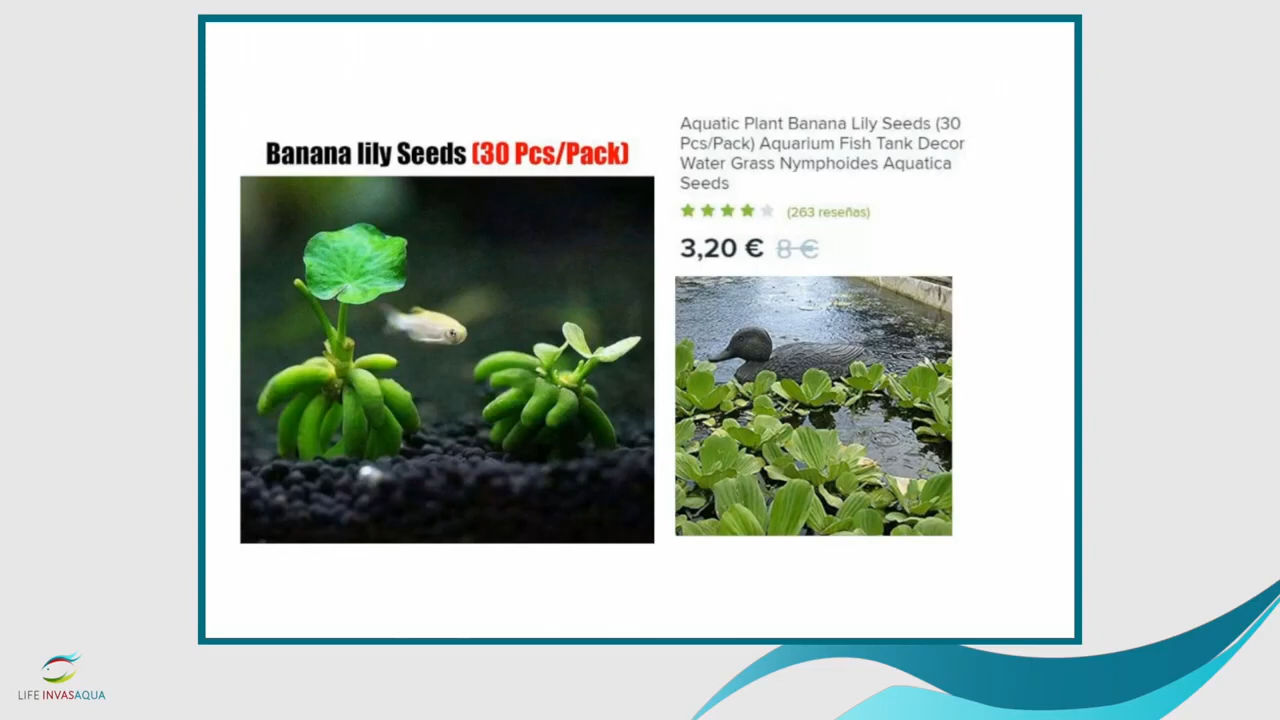 Banana lily Seeds (30 Pcs/Pack)
Aquatic Plant Banana Lily Seeds (30
Pcs/Pack) Aquarium Fish Tank Decor
Water Grass Nymphoides Aquatica
Seeds
(263 reseñas)
3,20 € 8 €
LIFE INVASAQUA